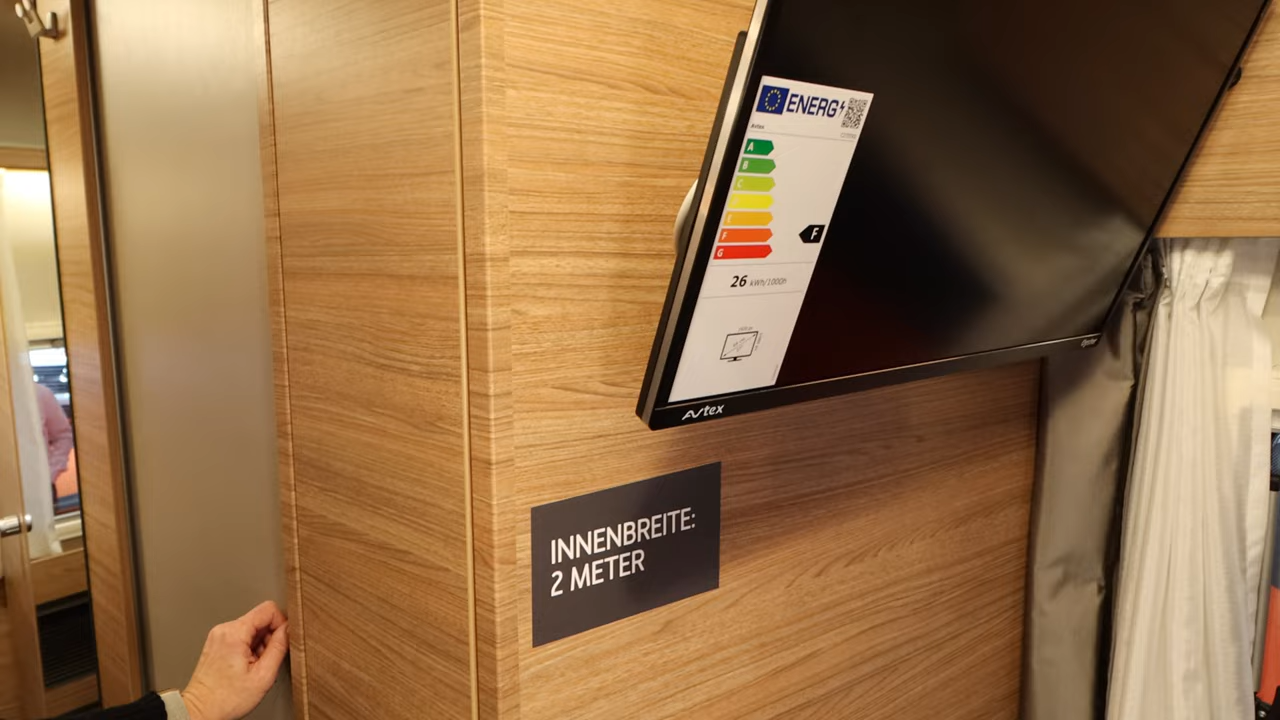 ENERG
Avtex
A
B
C
F
G
F
26 kWh/1000h
Avtex
INNENBREITE:
2 METER